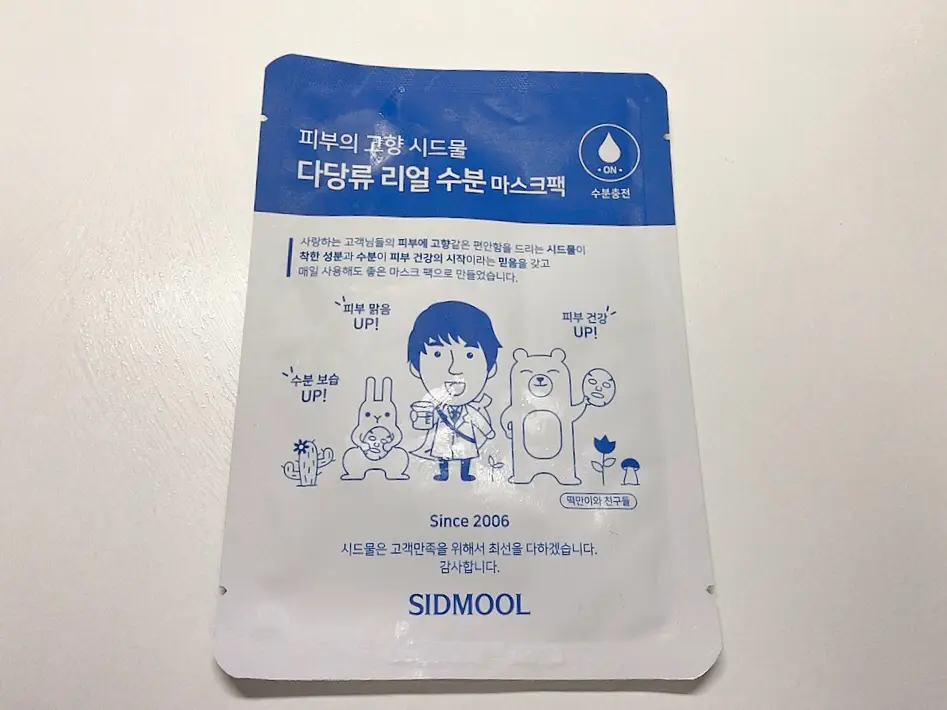 피부의 고향 시드물
다당류 리얼 수분 마스크팩
ON
수분충전
사랑하는 고객님들의 피부에 고향같은 편안함을 드리는 시드물이
착한 성분과 수분이 피부 건강의 시작이라는 믿음을 갖고
매일 사용해도 좋은 마스크 팩으로 만들었습니다.
피부 맑음
UP!
피부 건강
UP!
수분 보습
UP!
떡만이와 친구들
Since 2006
시드물은 고객만족을 위해서 최선을 다하겠습니다.
감사합니다.
SIDMOOL